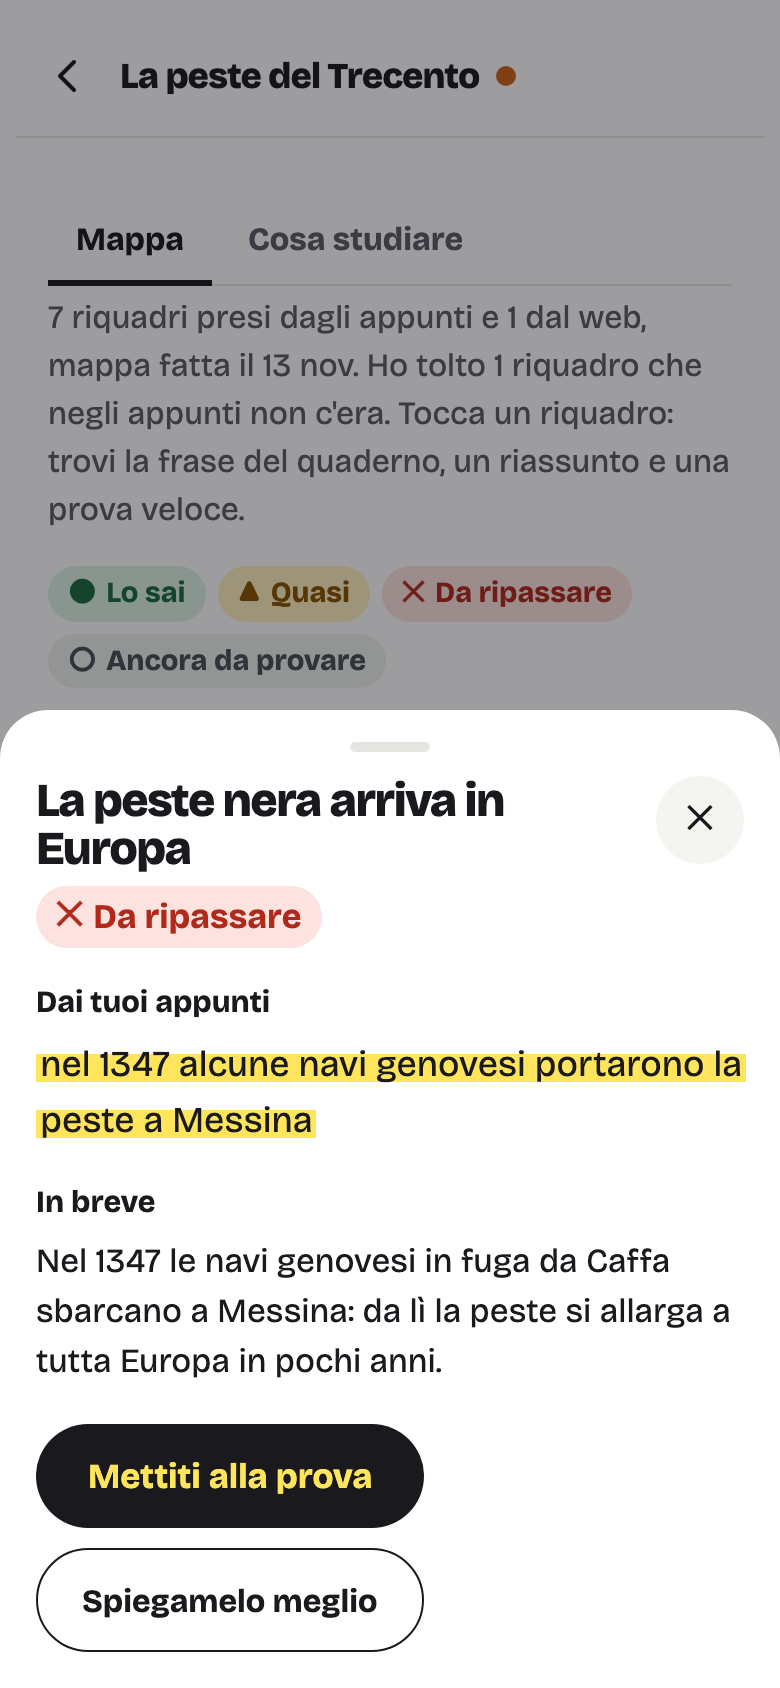 La peste del Trecento
Mappa
Cosa studiare
7 riquadri presi dagli appunti e 1 dal web,
mappa fatta il 13 nov. Ho tolto 1 riquadro che
negli appunti non c'era. Tocca un riquadro:
trovi la frase del quaderno, un riassunto e una
prova veloce.
Lo sai
Quasi
Da ripassare
Ancora da provare
La peste nera arriva in
Europa
Da ripassare
Dai tuoi appunti
nel 1347 alcune navi genovesi portarono la
peste a Messina
In breve
Nel 1347 le navi genovesi in fuga da Caffa
sbarcano a Messina: da lì la peste si allarga a
tutta Europa in pochi anni.
Mettiti alla prova
Spiegamelo meglio